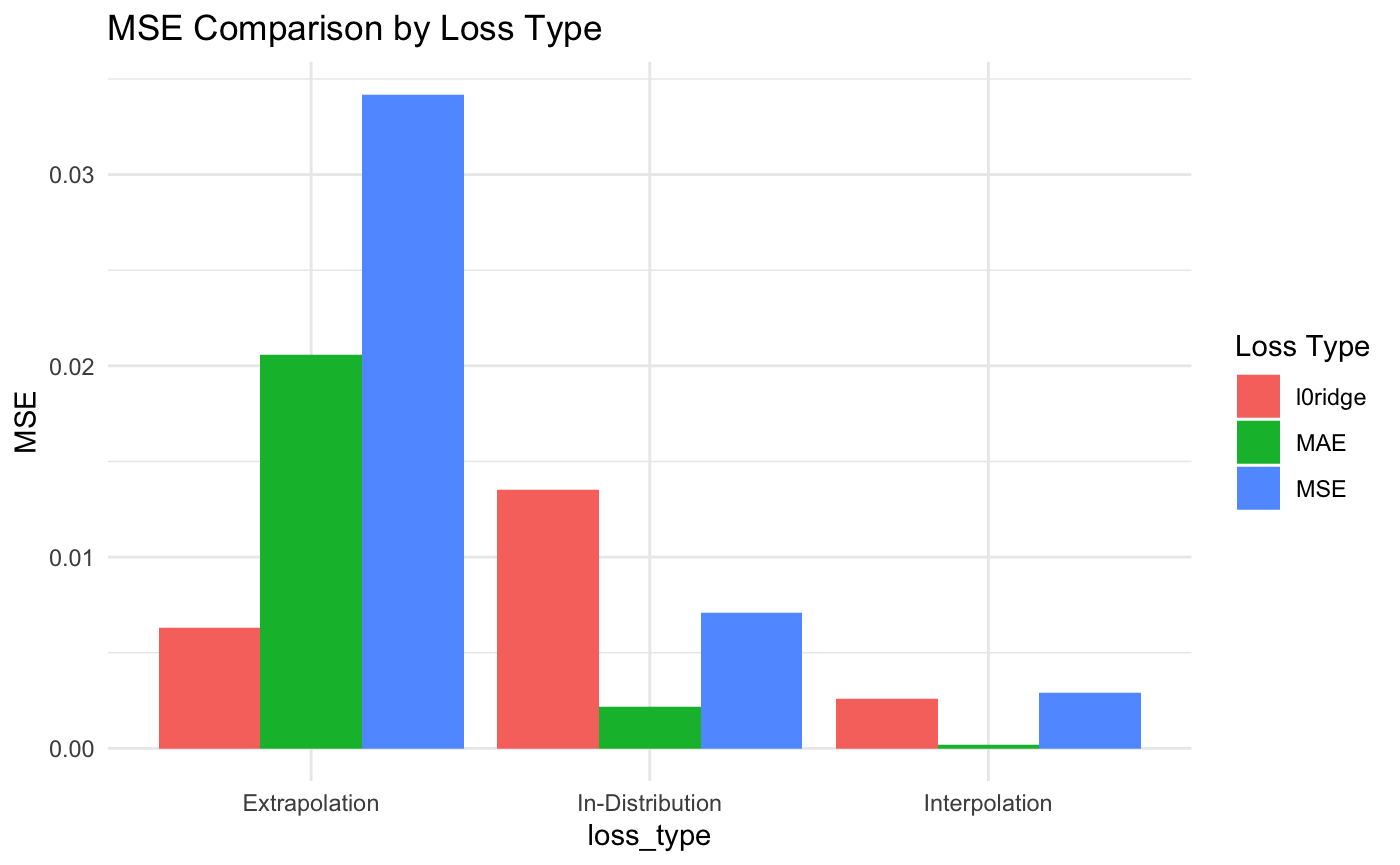 MSE Comparison by Loss Type
MSE
0.03
0.02
0.01
0.00
Extrapolation
In-Distribution
Interpolation
loss_type
Loss Type
l0ridge
MAE
MSE